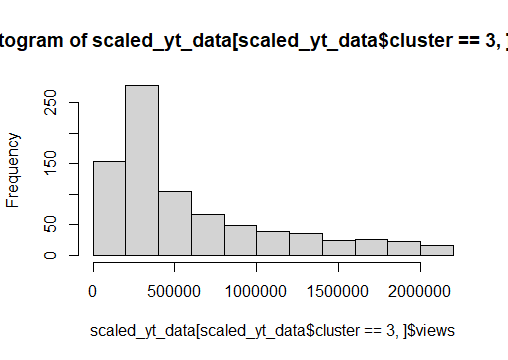 togram of scaled_yt_data[scaled_yt_data$cluster == 3, ]
Frequency
250
150
50
0
0 500000 1000000 1500000 2000000
scaled_yt_data[scaled_yt_data$cluster == 3, ]$views